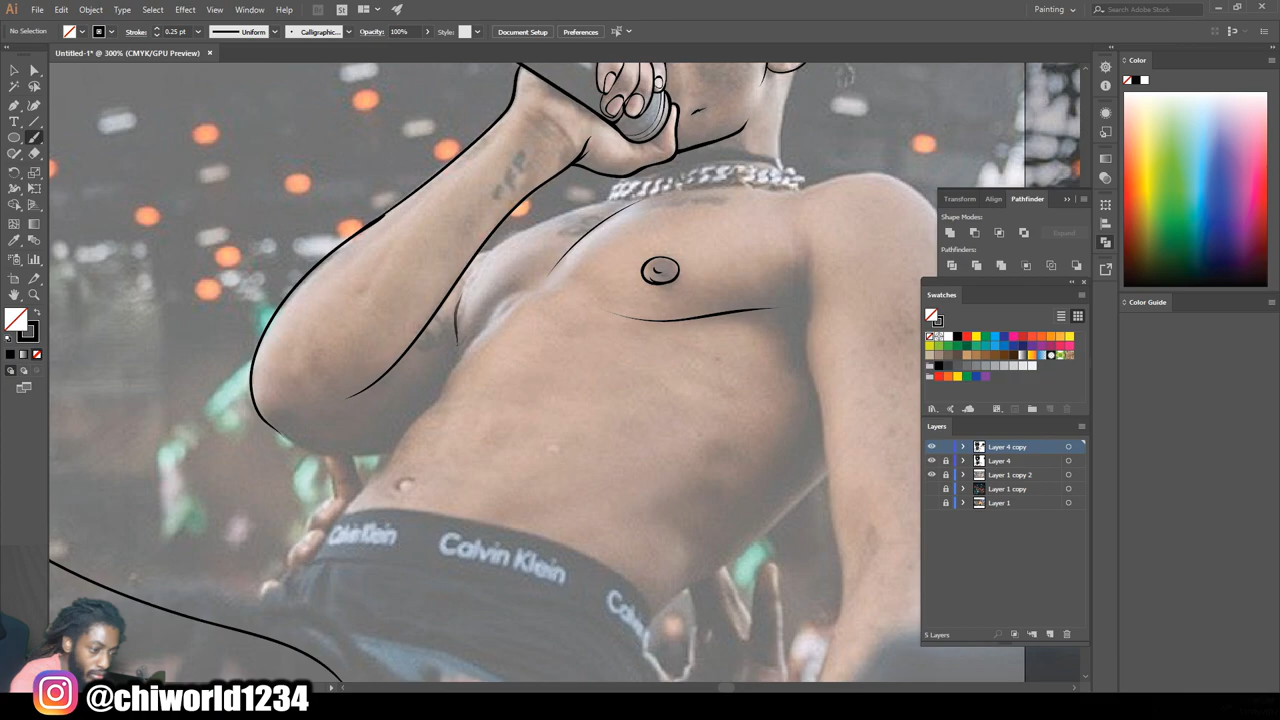 Ai File Edit Object Type Select Effect View Window Help Br St Painting Search Adobe Stock
No Selection Stroke: 0.25 pt Uniform Calligraphic... Opacity: 100% Style: Document Setup Preferences
Untitled-1* @ 300% (CMYK/GPU Preview) ×
Color
Transform Align Pathfinder
Shape Modes:
Expand
Pathfinders:
Swatches
Color Guide
Layers
Layer 4 copy
Layer 4
Layer 1 copy 2
Layer 1 copy
Layer 1
5 Layers
Calvin Klein
Calvin Klein
@chiworld1234